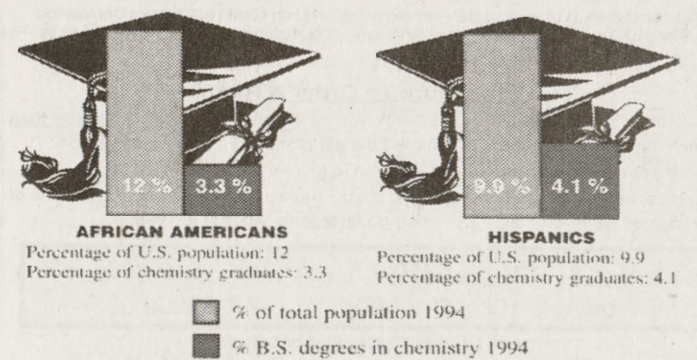 12 % 3.3 %
AFRICAN AMERICANS
Percentage of U.S. population: 12
Percentage of chemistry graduates: 3.3
9.9 % 4.1 %
HISPANICS
Percentage of U.S. population: 9.9
Percentage of chemistry graduates: 4.1
% of total population 1994
% B.S. degrees in chemistry 1994